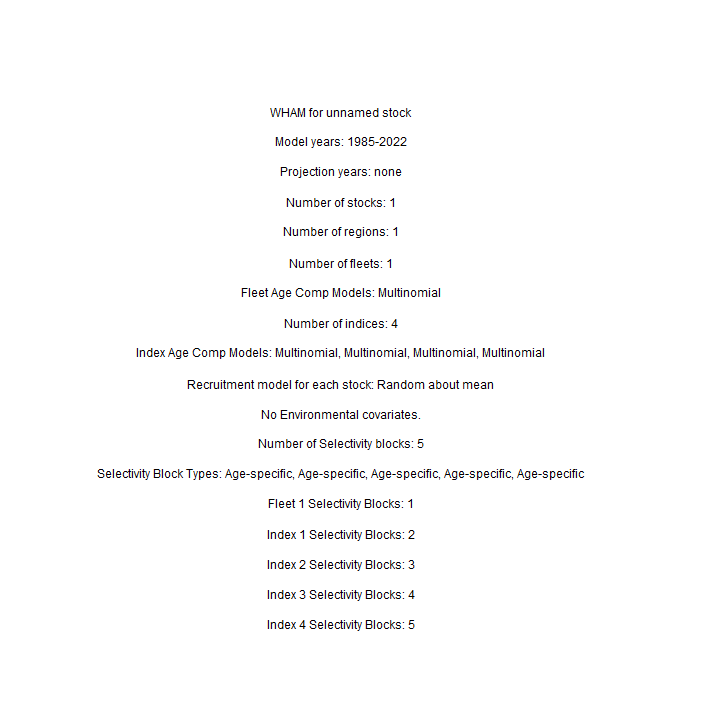 WHAM for unnamed stock
Model years: 1985-2022
Projection years: none
Number of stocks: 1
Number of regions: 1
Number of fleets: 1
Fleet Age Comp Models: Multinomial
Number of indices: 4
Index Age Comp Models: Multinomial, Multinomial, Multinomial, Multinomial
Recruitment model for each stock: Random about mean
No Environmental covariates.
Number of Selectivity blocks: 5
Selectivity Block Types: Age-specific, Age-specific, Age-specific, Age-specific, Age-specific
Fleet 1 Selectivity Blocks: 1
Index 1 Selectivity Blocks: 2
Index 2 Selectivity Blocks: 3
Index 3 Selectivity Blocks: 4
Index 4 Selectivity Blocks: 5